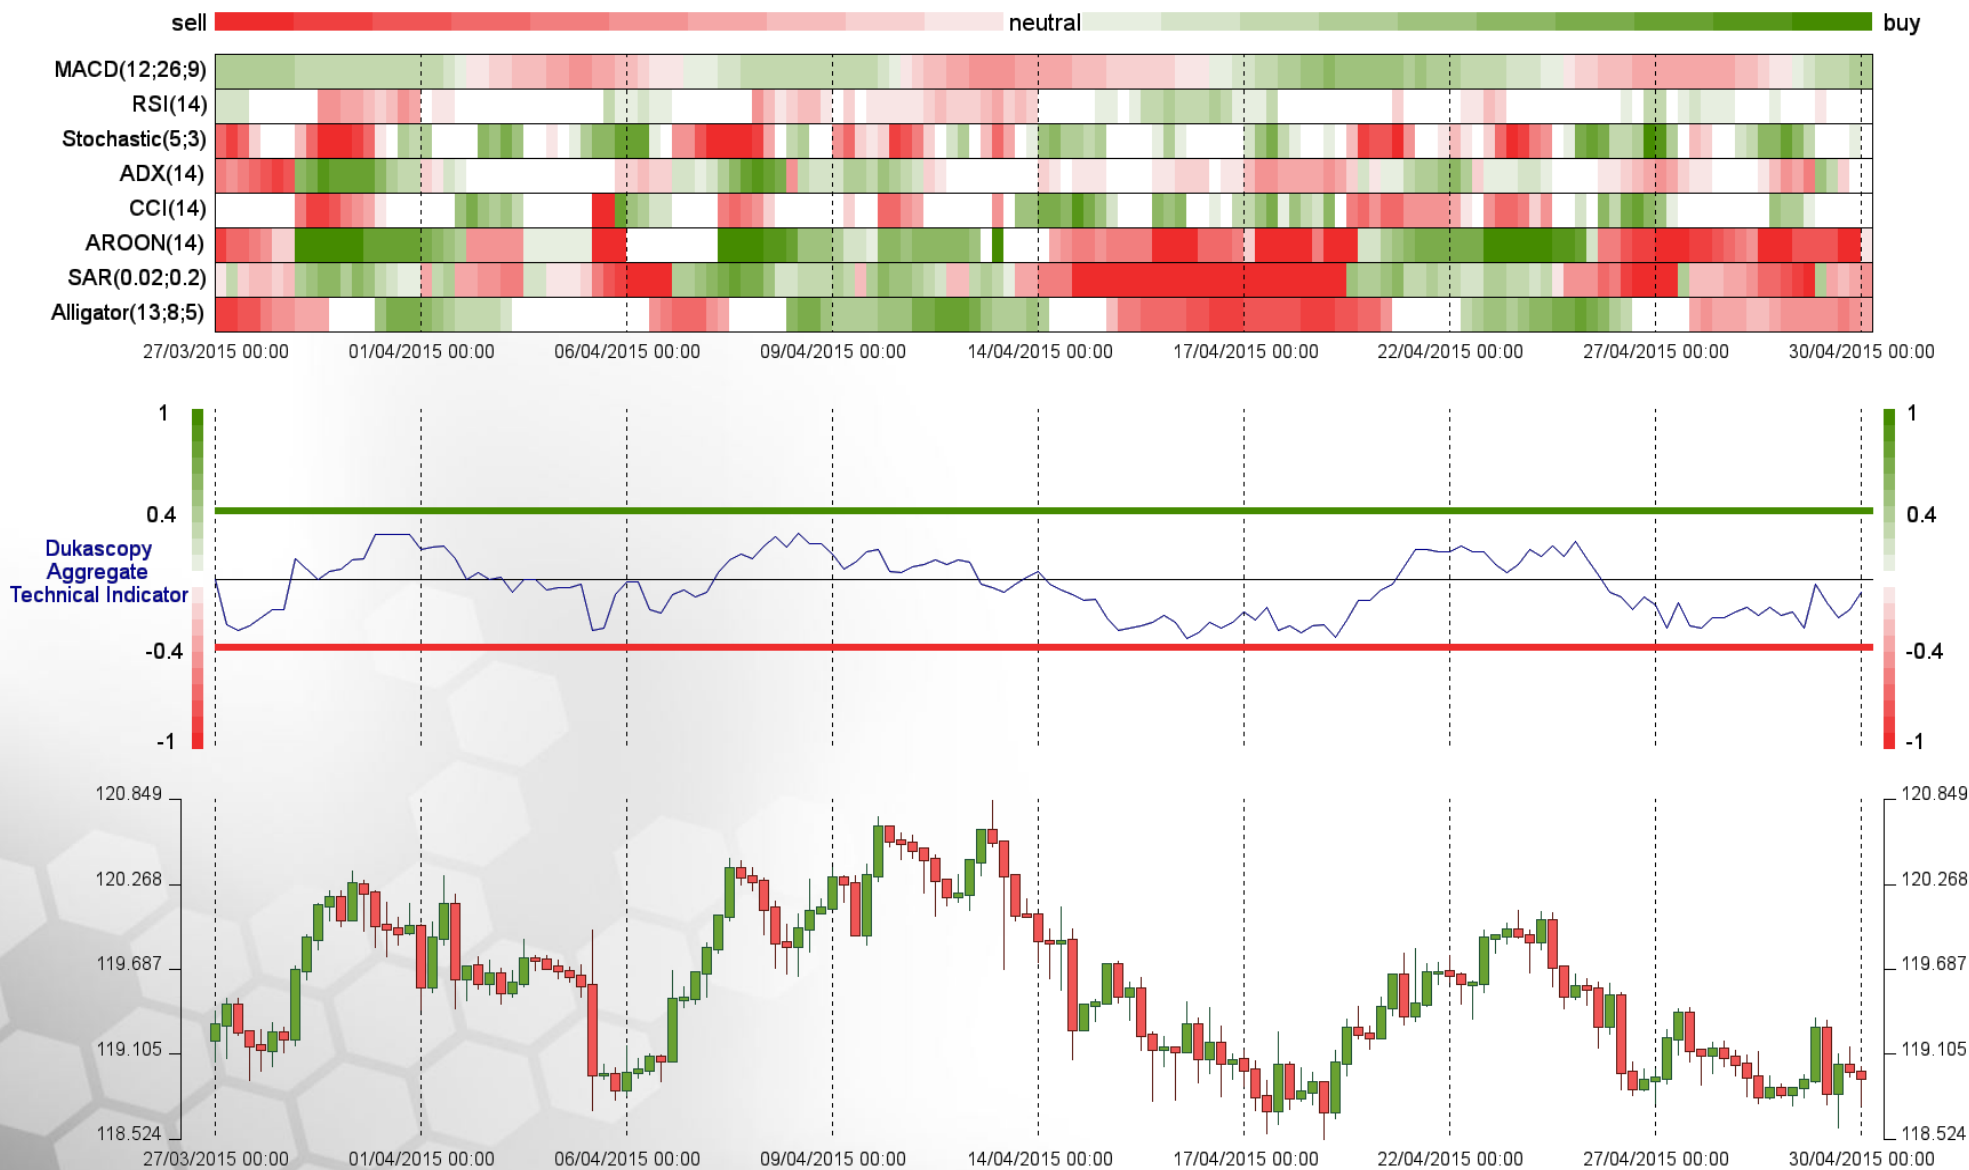 sell neutral buy
MACD(12;26;9)
RSI(14)
Stochastic(5;3)
ADX(14)
CCI(14)
AROON(14)
SAR(0.02;0.2)
Alligator(13;8;5)
27/03/2015 00:00 01/04/2015 00:00 06/04/2015 00:00 09/04/2015 00:00 14/04/2015 00:00 17/04/2015 00:00 22/04/2015 00:00 27/04/2015 00:00 30/04/2015 00:00
1 1
0.4 0.4
Dukascopy
Aggregate
Technical Indicator
-0.4 -0.4
-1 -1
120.849 120.849
120.268 120.268
119.687 119.687
119.105 119.105
118.524 118.524
27/03/2015 00:00 01/04/2015 00:00 06/04/2015 00:00 09/04/2015 00:00 14/04/2015 00:00 17/04/2015 00:00 22/04/2015 00:00 27/04/2015 00:00 30/04/2015 00:00